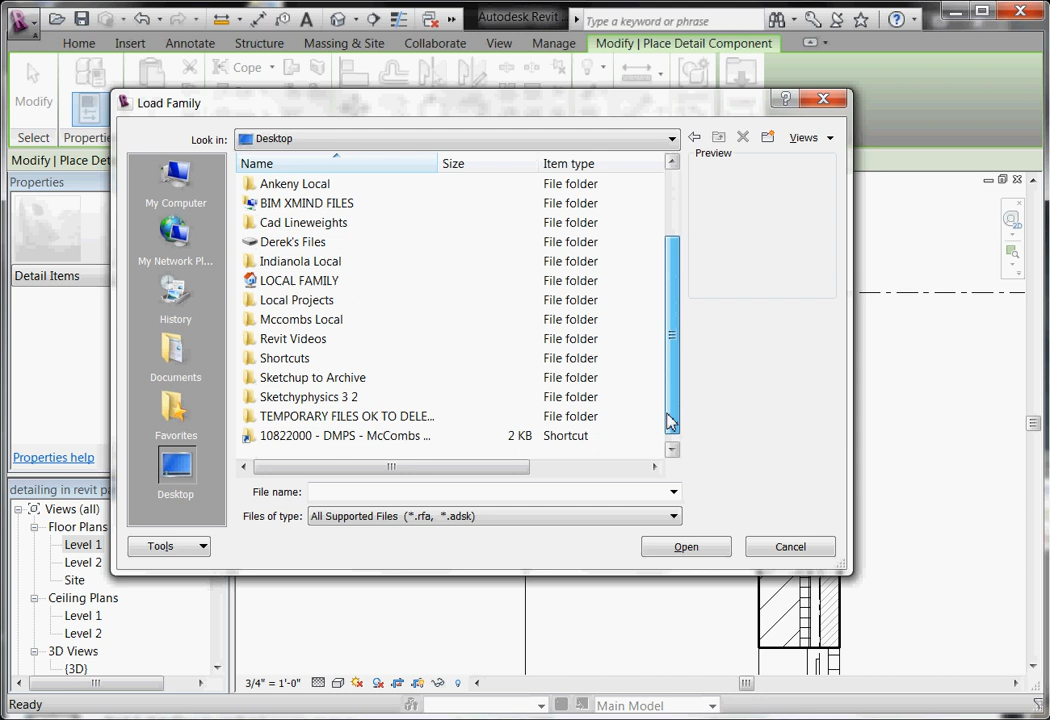 Autodesk Revit ...
Type a keyword or phrase
Home Insert Annotate Structure Massing & Site Collaborate View Manage Modify | Place Detail Component
Modify
Cope
Select
Properti
Modify | Place Det
Properties
Detail Items
Properties help
detailing in revit pa
Views (all)
Floor Plans
Level 1
Level 2
Site
Ceiling Plans
Level 1
Level 2
3D Views
{3D}
Load Family
Look in: Desktop
Views
Preview
My Computer
My Network Pl...
History
Documents
Favorites
Desktop
Name Size Item type
Ankeny Local File folder
BIM XMIND FILES File folder
Cad Lineweights File folder
Derek's Files File folder
Indianola Local File folder
LOCAL FAMILY File folder
Local Projects File folder
Mccombs Local File folder
Revit Videos File folder
Shortcuts File folder
Sketchup to Archive File folder
Sketchyphysics 3 2 File folder
TEMPORARY FILES OK TO DELE... File folder
10822000 - DMPS - McCombs ... 2 KB Shortcut
File name:
Files of type: All Supported Files (*.rfa, *.adsk)
Tools
Open
Cancel
3/4" = 1'-0"
Ready
Main Model